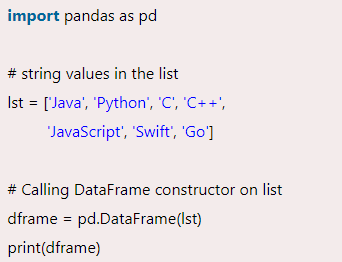 import pandas as pd
# string values in the list
lst = ['Java', 'Python', 'C', 'C++',
'JavaScript', 'Swift', 'Go']
# Calling DataFrame constructor on list
dframe = pd.DataFrame(lst)
print(dframe)